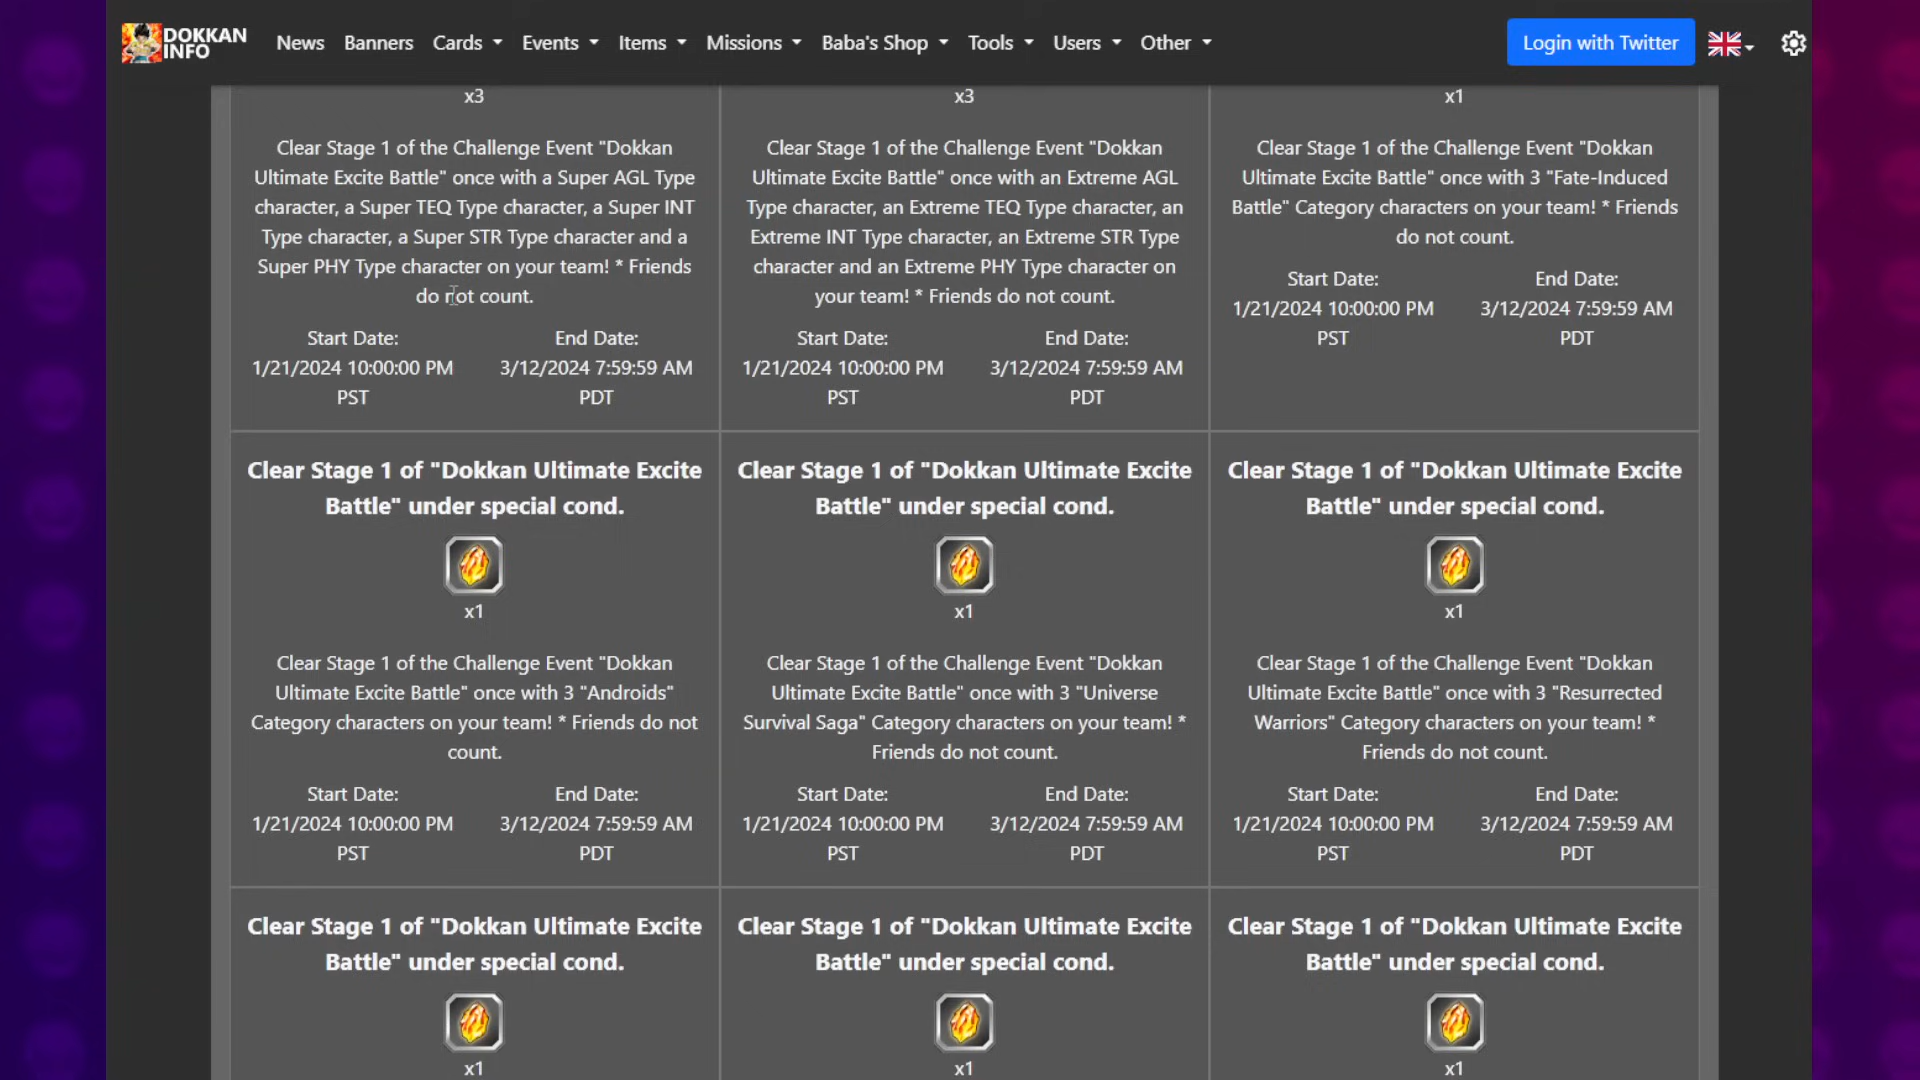 DOKKAN
INFO
News
Banners
Cards
Events
Items
Missions
Baba's Shop
Tools
Users
Other
Login with Twitter
x3
Clear Stage 1 of the Challenge Event "Dokkan
Ultimate Excite Battle" once with a Super AGL Type
character, a Super TEQ Type character, a Super INT
Type character, a Super STR Type character and a
Super PHY Type character on your team! * Friends
do not count.
Start Date:
1/21/2024 10:00:00 PM
PST
End Date:
3/12/2024 7:59:59 AM
PDT
x3
Clear Stage 1 of the Challenge Event "Dokkan
Ultimate Excite Battle" once with an Extreme AGL
Type character, an Extreme TEQ Type character, an
Extreme INT Type character, an Extreme STR Type
character and an Extreme PHY Type character on
your team! * Friends do not count.
Start Date:
1/21/2024 10:00:00 PM
PST
End Date:
3/12/2024 7:59:59 AM
PDT
x1
Clear Stage 1 of the Challenge Event "Dokkan
Ultimate Excite Battle" once with 3 "Fate-Induced
Battle" Category characters on your team! * Friends
do not count.
Start Date:
1/21/2024 10:00:00 PM
PST
End Date:
3/12/2024 7:59:59 AM
PDT
Clear Stage 1 of "Dokkan Ultimate Excite
Battle" under special cond.
x1
Clear Stage 1 of the Challenge Event "Dokkan
Ultimate Excite Battle" once with 3 "Androids"
Category characters on your team! * Friends do not
count.
Start Date:
1/21/2024 10:00:00 PM
PST
End Date:
3/12/2024 7:59:59 AM
PDT
Clear Stage 1 of "Dokkan Ultimate Excite
Battle" under special cond.
x1
Clear Stage 1 of the Challenge Event "Dokkan
Ultimate Excite Battle" once with 3 "Universe
Survival Saga" Category characters on your team! *
Friends do not count.
Start Date:
1/21/2024 10:00:00 PM
PST
End Date:
3/12/2024 7:59:59 AM
PDT
Clear Stage 1 of "Dokkan Ultimate Excite
Battle" under special cond.
x1
Clear Stage 1 of the Challenge Event "Dokkan
Ultimate Excite Battle" once with 3 "Resurrected
Warriors" Category characters on your team! *
Friends do not count.
Start Date:
1/21/2024 10:00:00 PM
PST
End Date:
3/12/2024 7:59:59 AM
PDT
Clear Stage 1 of "Dokkan Ultimate Excite
Battle" under special cond.
x1
Clear Stage 1 of "Dokkan Ultimate Excite
Battle" under special cond.
x1
Clear Stage 1 of "Dokkan Ultimate Excite
Battle" under special cond.
x1